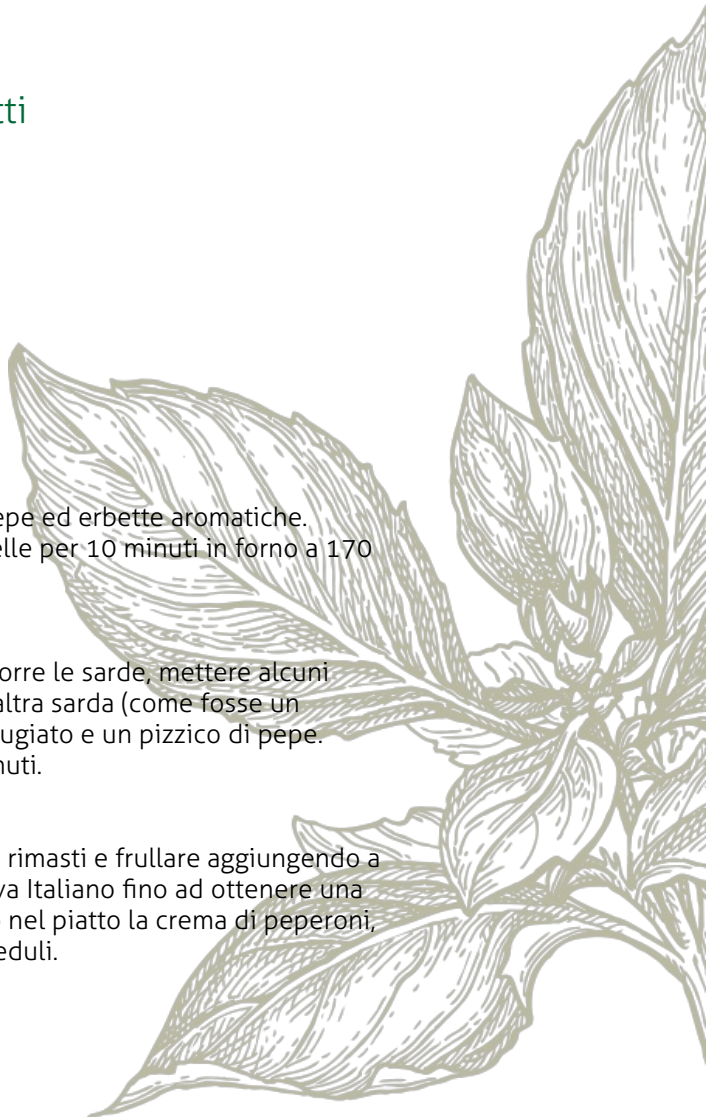 tti
epe ed erbette aromatiche.
elle per 10 minuti in forno a 170
orre le sarde, mettere alcuni
altra sarda (come fosse un
ugiato e un pizzico di pepe.
nuti.
rimasti e frullare aggiungendo a
va Italiano fino ad ottenere una
nel piatto la crema di peperoni,
eduli.